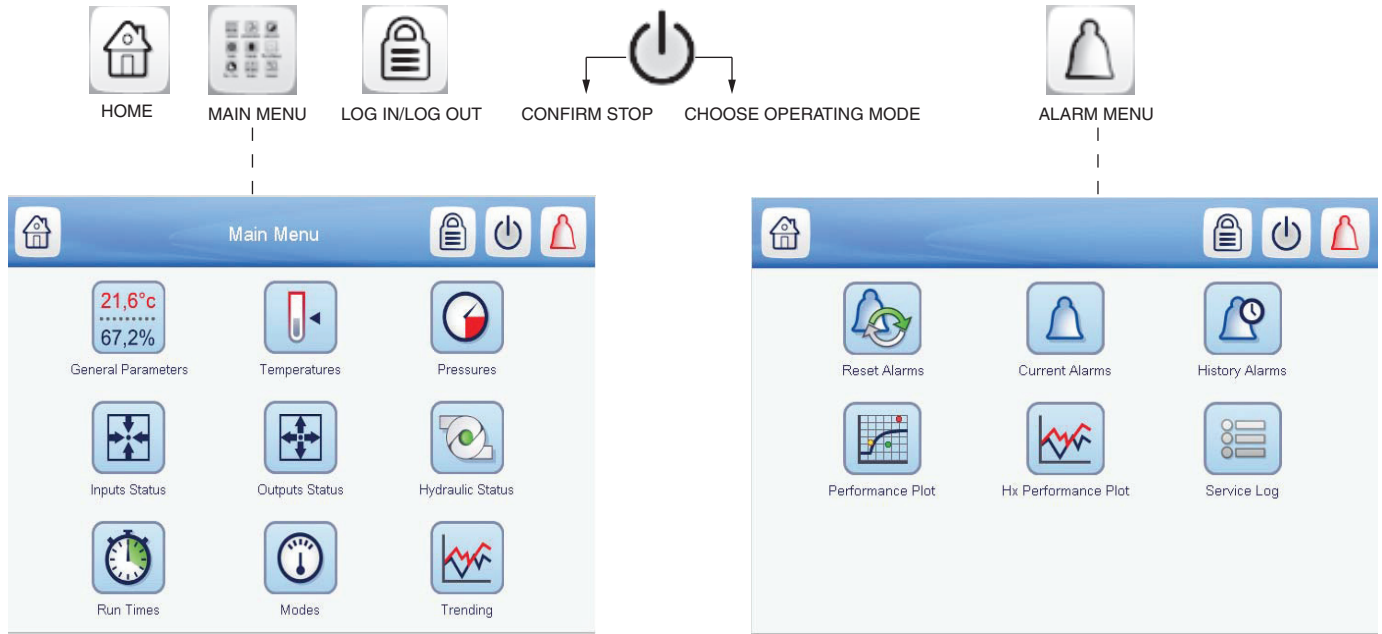 HOME
MAIN MENU
LOG IN/LOG OUT
CONFIRM STOP
CHOOSE OPERATING MODE
ALARM MENU
Main Menu
21,6°c
67,2%
General Parameters
Temperatures
Pressures
Inputs Status
Outputs Status
Hydraulic Status
Run Times
Modes
Trending
Reset Alarms
Current Alarms
History Alarms
Performance Plot
Hx Performance Plot
Service Log